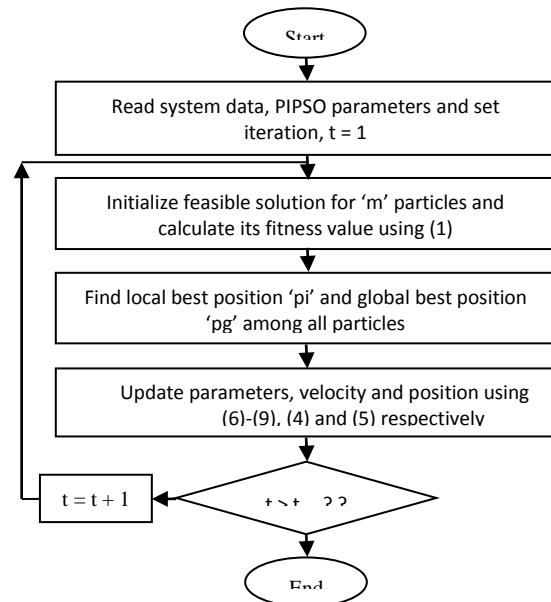 Start
Read system data, PIPSO parameters and set
iteration, t = 1
Initialize feasible solution for ‘m’ particles and
calculate its fitness value using (1)
Find local best position ‘pi’ and global best position
‘pg’ among all particles
Update parameters, velocity and position using
(6)-(9), (4) and (5) respectively
t = t + 1
t > t ? ?
End